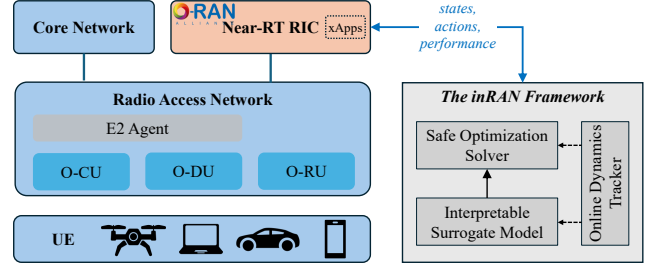 Core Network
O-RAN
ALLIANCE
Near-RT RIC
xApps
states,
actions,
performance
Radio Access Network
E2 Agent
O-CU
O-DU
O-RU
UE
The inRAN Framework
Safe Optimization
Solver
Interpretable
Surrogate Model
Online Dynamics
Tracker